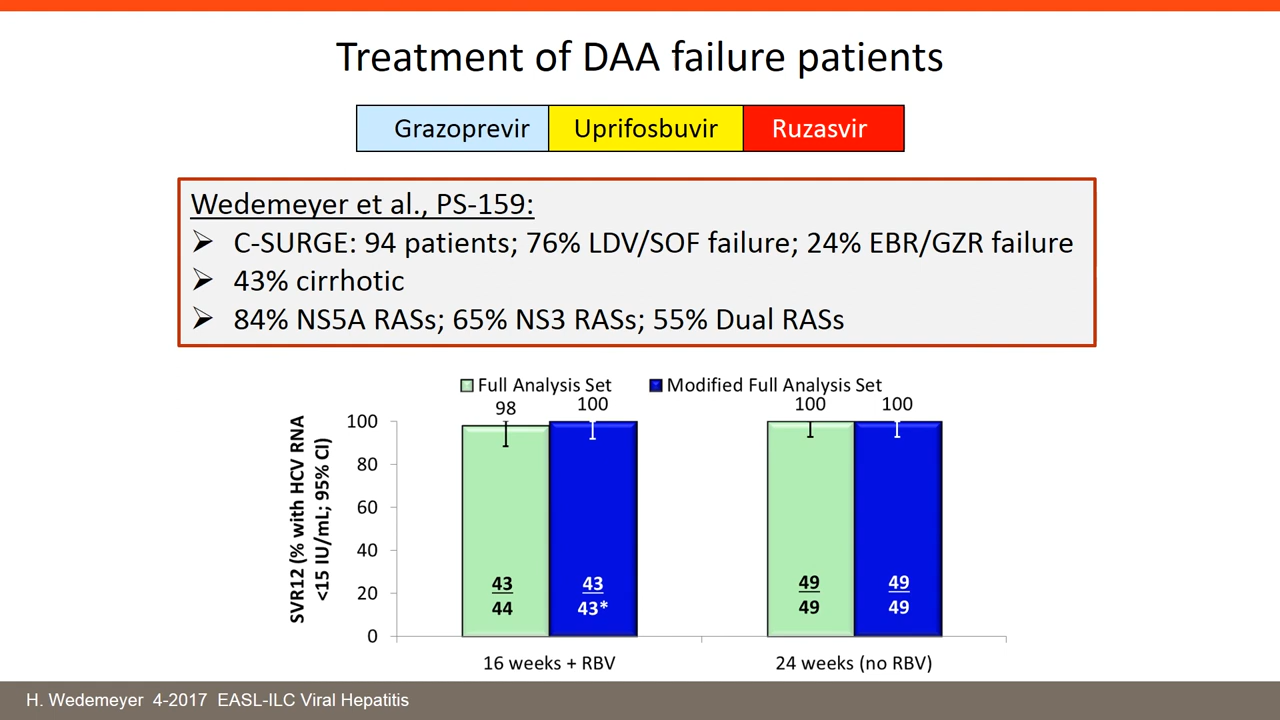 Treatment of DAA failure patients
Grazoprevir Uprifosbuvir Ruzasvir
Wedemeyer et al., PS-159:
➢ C-SURGE: 94 patients; 76% LDV/SOF failure; 24% EBR/GZR failure
➢ 43% cirrhotic
➢ 84% NS5A RASs; 65% NS3 RASs; 55% Dual RASs
Full Analysis Set Modified Full Analysis Set
98 100 100 100
SVR12 (% with HCV RNA
<15 IU/mL; 95% CI)
100
80
60
40
20
0
43 43 49 49
44 43* 49 49
16 weeks + RBV 24 weeks (no RBV)
H. Wedemeyer 4-2017 EASL-ILC Viral Hepatitis